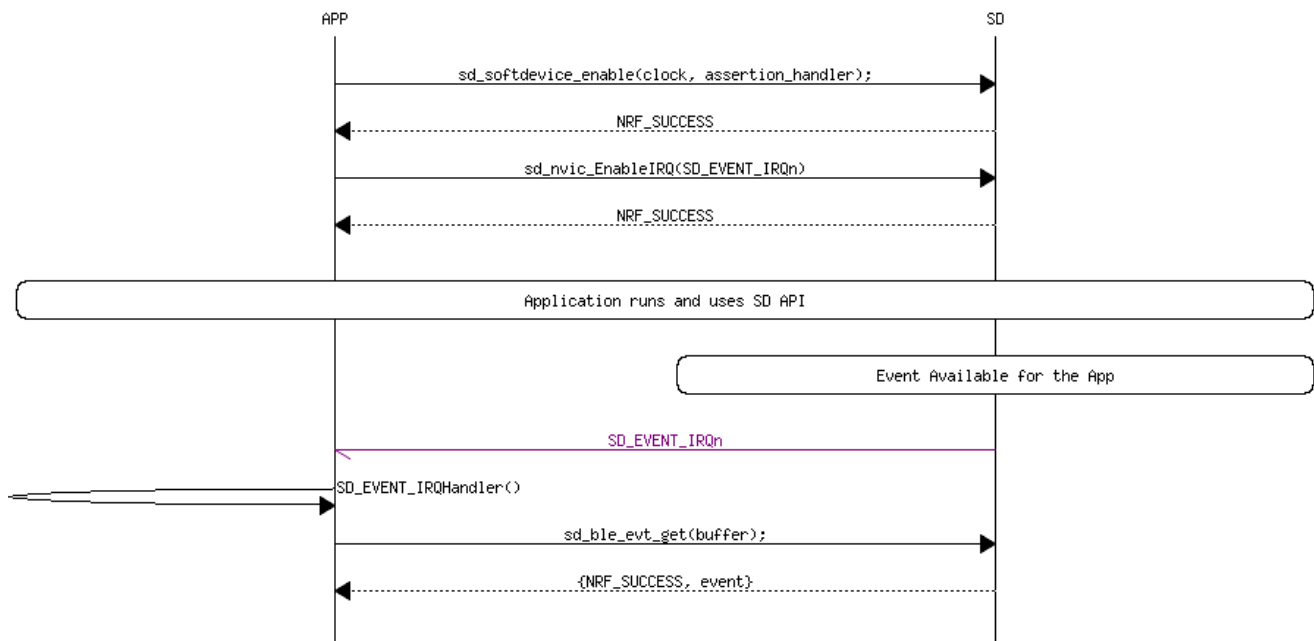 APP SD
sd_softdevice_enable(clock, assertion_handler);
NRF_SUCCESS
sd_nvic_EnableIRQ(SD_EVENT_IRQn)
NRF_SUCCESS
Application runs and uses SD API
Event Available for the App
SD_EVENT_IRQn
SD_EVENT_IRQHandler()
sd_ble_evt_get(buffer);
{NRF_SUCCESS, event}